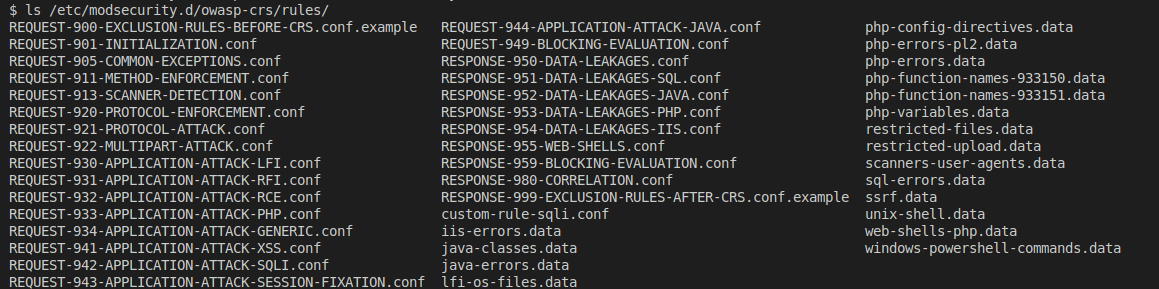 $ ls /etc/modsecurity.d/owasp-crs/rules/
REQUEST-900-EXCLUSION-RULES-BEFORE-CRS.conf.example REQUEST-944-APPLICATION-ATTACK-JAVA.conf php-config-directives.data
REQUEST-901-INITIALIZATION.conf REQUEST-949-BLOCKING-EVALUATION.conf php-errors-pl2.data
REQUEST-905-COMMON-EXCEPTIONS.conf RESPONSE-950-DATA-LEAKAGES.conf php-errors.data
REQUEST-911-METHOD-ENFORCEMENT.conf RESPONSE-951-DATA-LEAKAGES-SQL.conf php-function-names-933150.data
REQUEST-913-SCANNER-DETECTION.conf RESPONSE-952-DATA-LEAKAGES-JAVA.conf php-function-names-933151.data
REQUEST-920-PROTOCOL-ENFORCEMENT.conf RESPONSE-953-DATA-LEAKAGES-PHP.conf php-variables.data
REQUEST-921-PROTOCOL-ATTACK.conf RESPONSE-954-DATA-LEAKAGES-IIS.conf restricted-files.data
REQUEST-922-MULTIPART-ATTACK.conf RESPONSE-955-WEB-SHELLS.conf restricted-upload.data
REQUEST-930-APPLICATION-ATTACK-LFI.conf RESPONSE-959-BLOCKING-EVALUATION.conf scanners-user-agents.data
REQUEST-931-APPLICATION-ATTACK-RFI.conf RESPONSE-980-CORRELATION.conf sql-errors.data
REQUEST-932-APPLICATION-ATTACK-RCE.conf RESPONSE-999-EXCLUSION-RULES-AFTER-CRS.conf.example ssrf.data
REQUEST-933-APPLICATION-ATTACK-PHP.conf custom-rule-sqli.conf unix-shell.data
REQUEST-934-APPLICATION-ATTACK-GENERIC.conf iis-errors.data web-shells-php.data
REQUEST-941-APPLICATION-ATTACK-XSS.conf java-classes.data windows-powershell-commands.data
REQUEST-942-APPLICATION-ATTACK-SQLI.conf java-errors.data
REQUEST-943-APPLICATION-ATTACK-SESSION-FIXATION.conf lfi-os-files.data